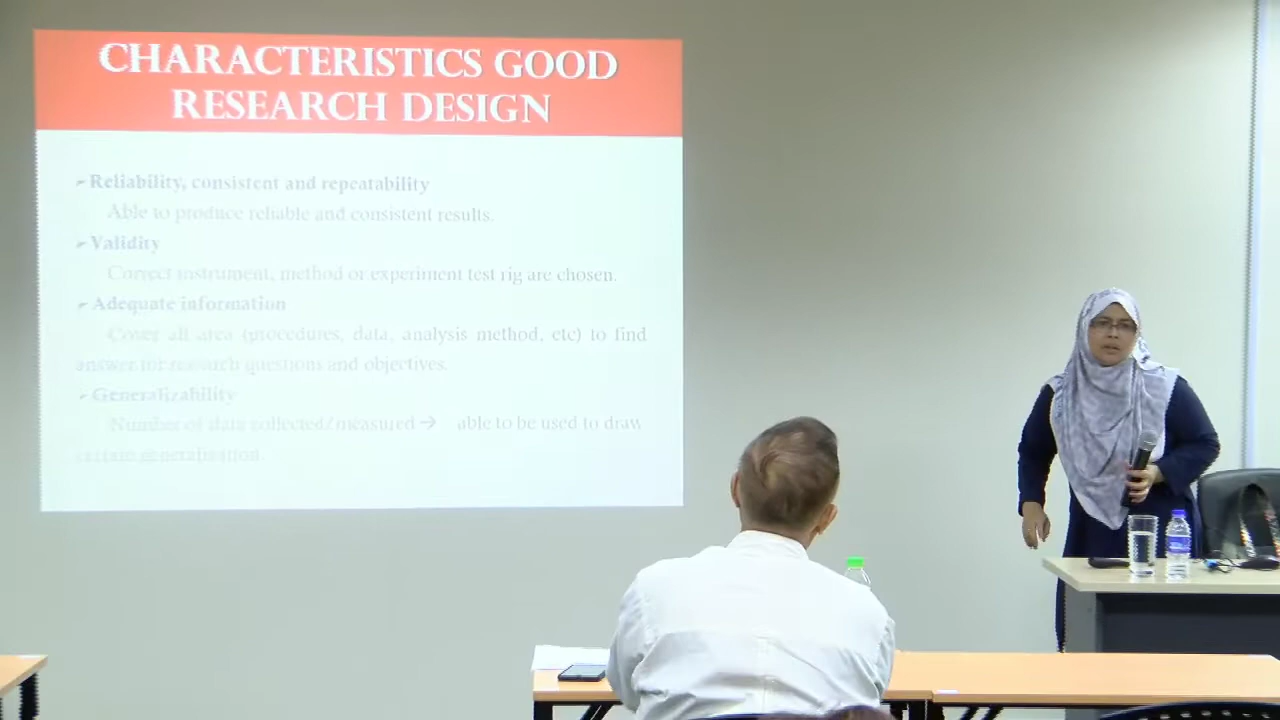 CHARACTERISTICS GOOD
RESEARCH DESIGN
➢Reliability, consistent and repeatability
Able to produce reliable and consistent results.
➢Validity
Correct instrument, method or experiment test rig are chosen.
➢Adequate information
Cover all area (procedures, data, analysis method, etc) to find
answer for research questions and objectives.
➢Generalizability
Number of data collected/measured → able to be used to draw
certain generalisation.